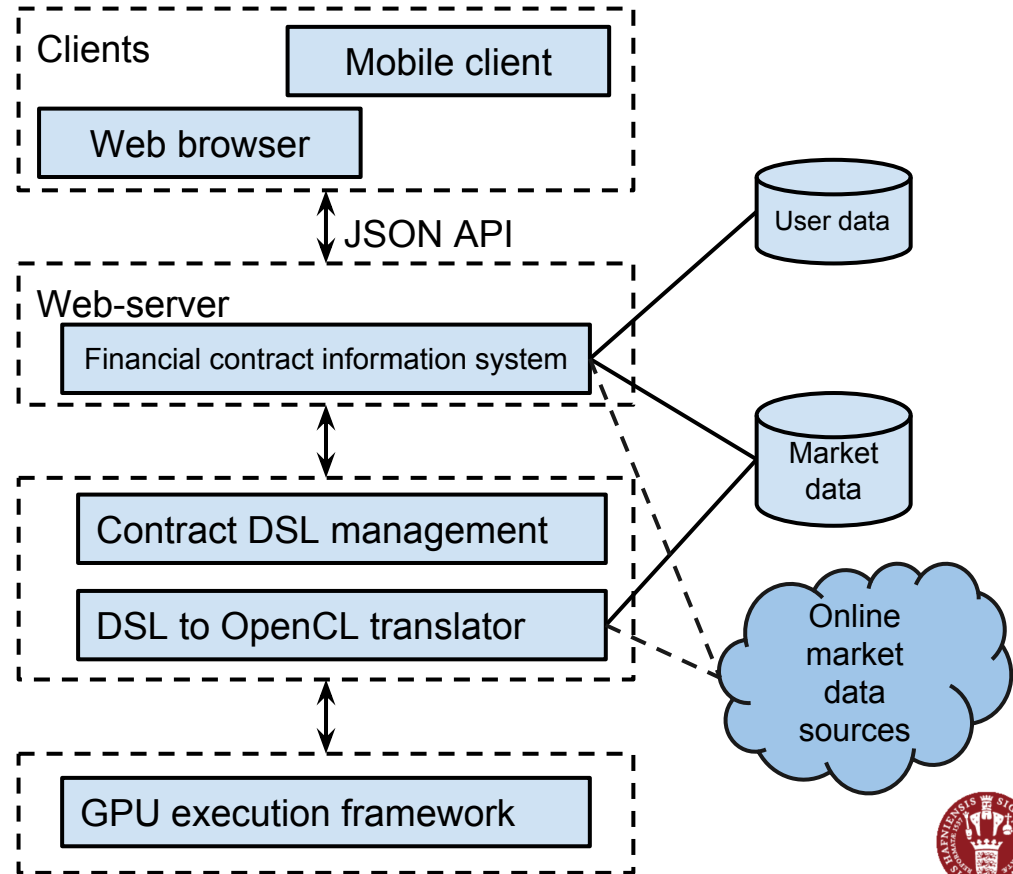 Clients
Mobile client
Web browser
JSON API
User data
Web-server
Financial contract information system
Market
data
Contract DSL management
DSL to OpenCL translator
Online
market
data
sources
GPU execution framework